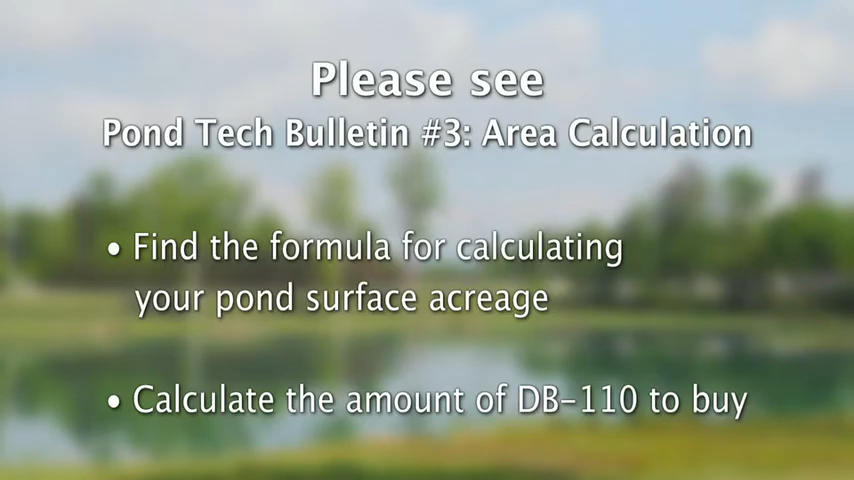 Please see
Pond Tech Bulletin #3: Area Calculation
• Find the formula for calculating
your pond surface acreage
• Calculate the amount of DB-110 to buy